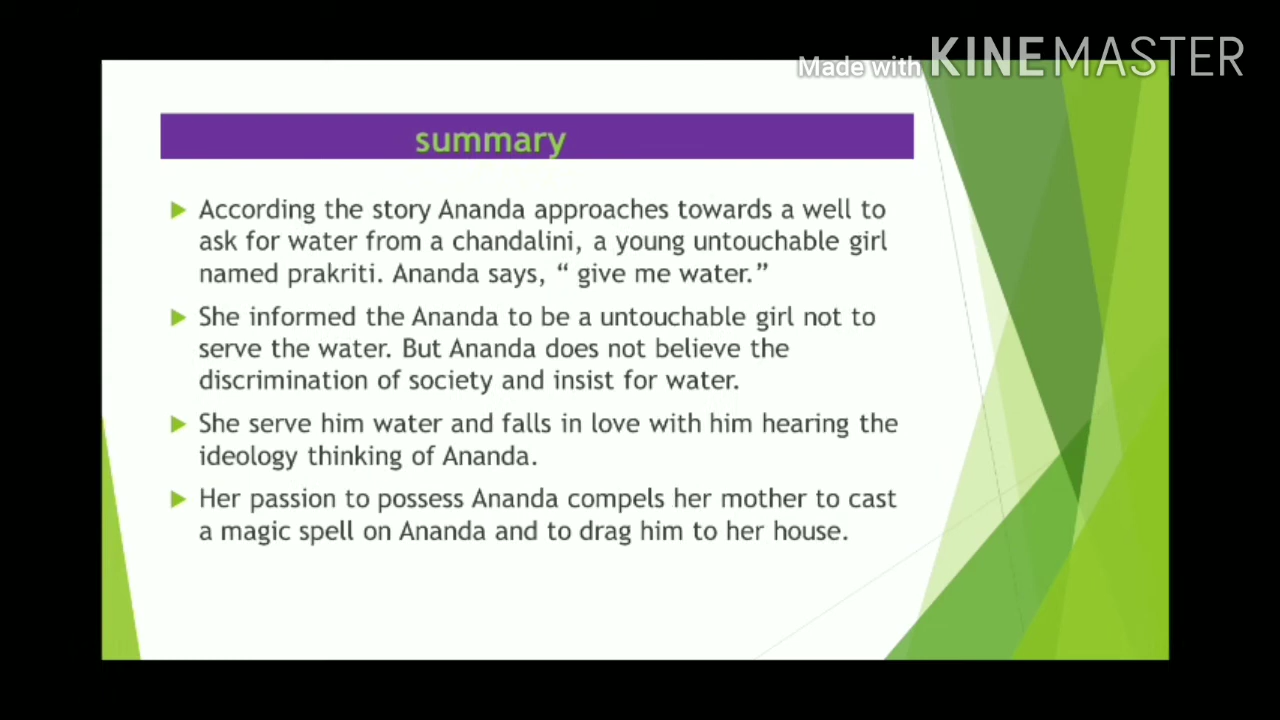 Made with KINEMASTER
summary
According the story Ananda approaches towards a well to
ask for water from a chandalini, a young untouchable girl
named prakriti. Ananda says, “ give me water.”
She informed the Ananda to be a untouchable girl not to
serve the water. But Ananda does not believe the
discrimination of society and insist for water.
She serve him water and falls in love with him hearing the
ideology thinking of Ananda.
Her passion to possess Ananda compels her mother to cast
a magic spell on Ananda and to drag him to her house.